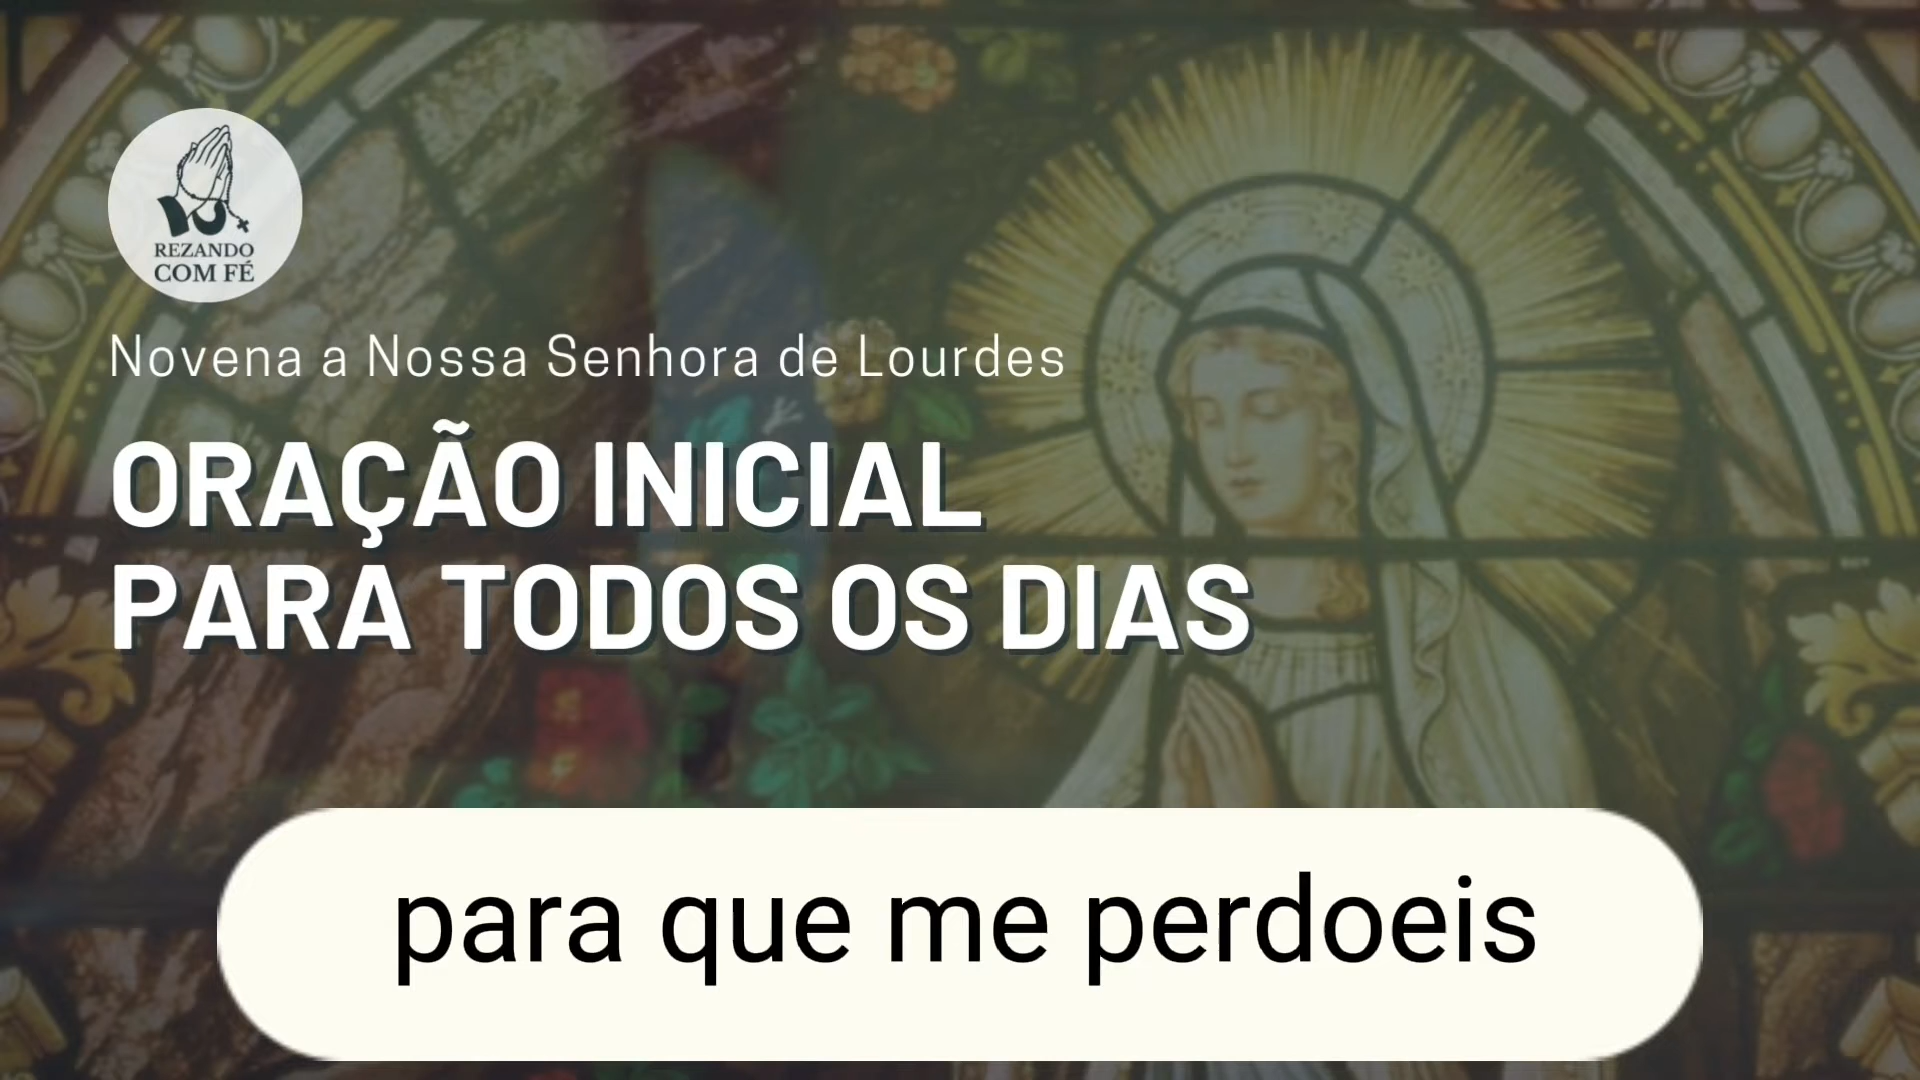 REZANDO
COM FÉ
Novena a Nossa Senhora de Lourdes
ORAÇÃO INICIAL
PARA TODOS OS DIAS
para que me perdoeis